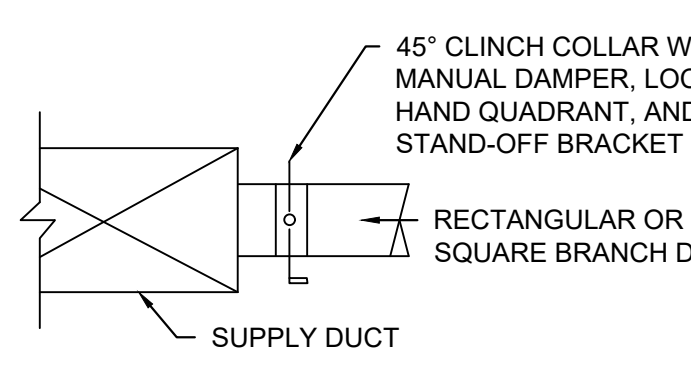 45° CLINCH COLLAR W
MANUAL DAMPER, LOC
HAND QUADRANT, AND
STAND-OFF BRACKET
RECTANGULAR OR
SQUARE BRANCH D
SUPPLY DUCT